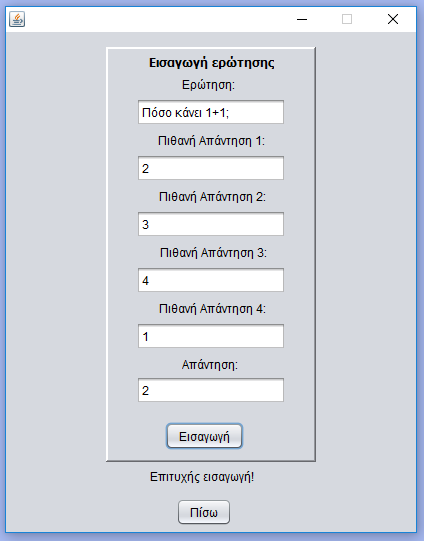 Εισαγωγή ερώτησης
Ερώτηση:
Πόσο κάνει 1+1;
Πιθανή Απάντηση 1:
2
Πιθανή Απάντηση 2:
3
Πιθανή Απάντηση 3:
4
Πιθανή Απάντηση 4:
1
Απάντηση:
2
Εισαγωγή
Επιτυχής εισαγωγή!
Πίσω